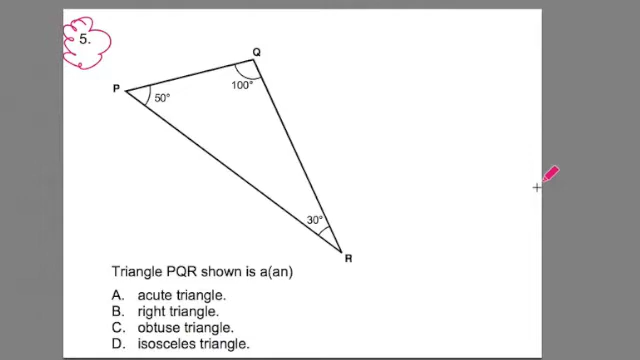 5.
Q
P
50°
100°
30°
R
Triangle PQR shown is a(an)
A. acute triangle.
B. right triangle.
C. obtuse triangle.
D. isosceles triangle.